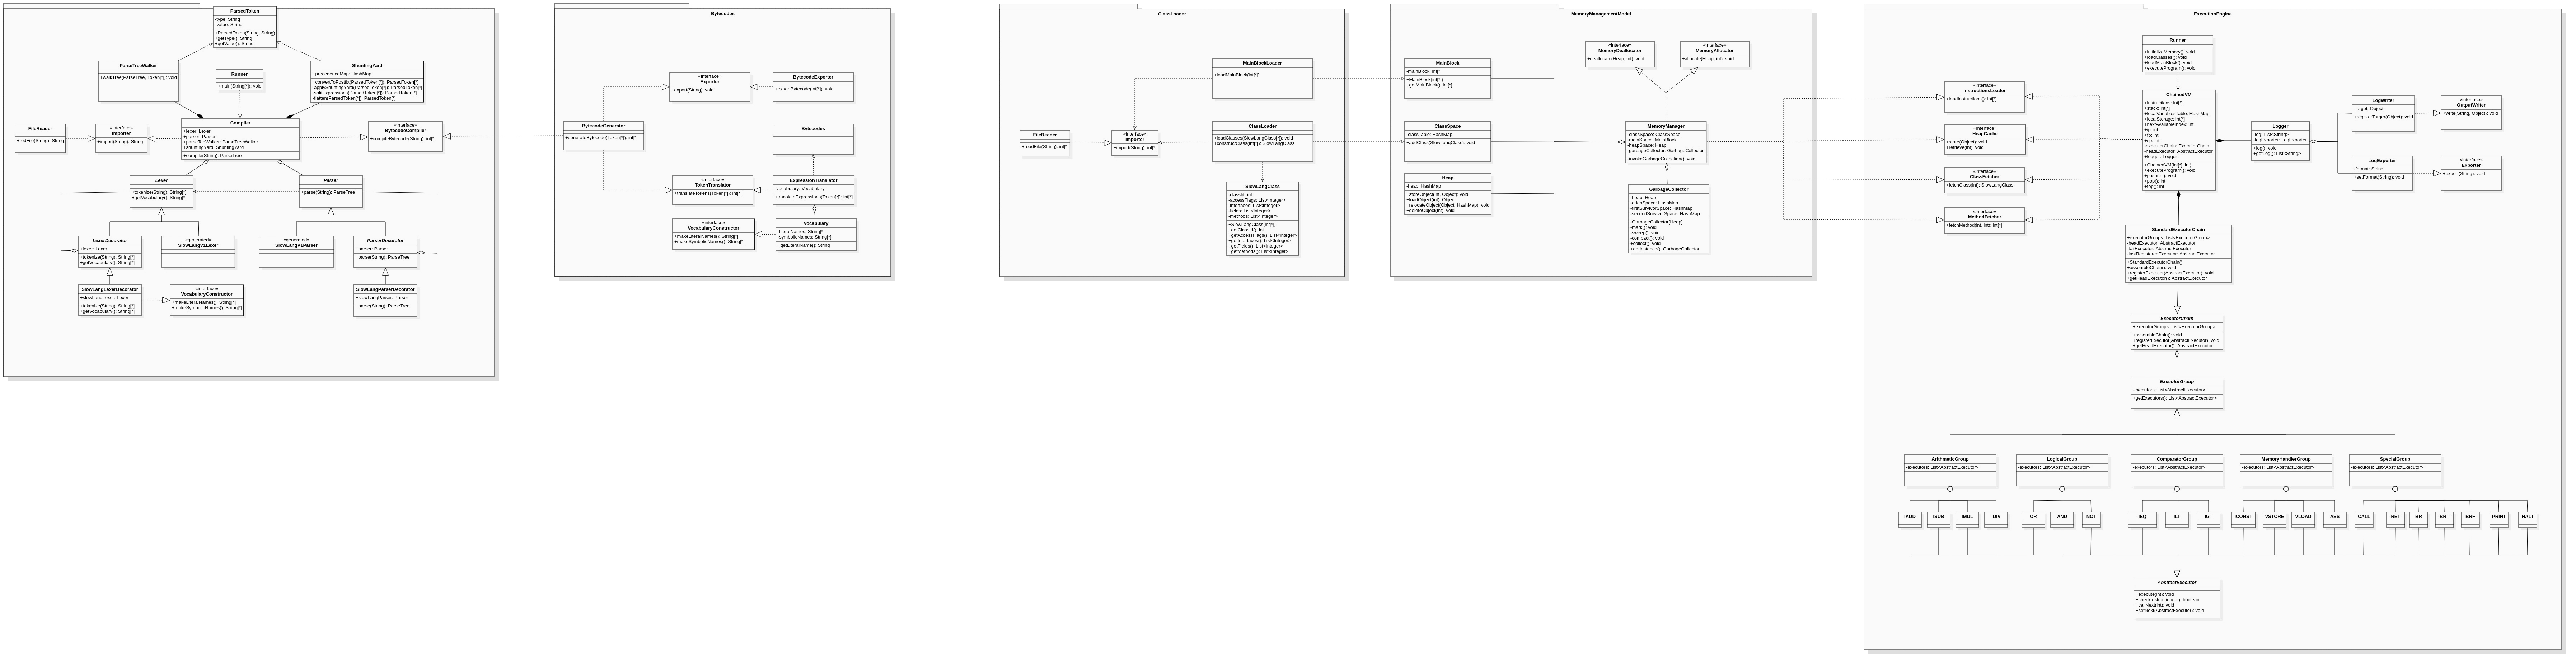 ParsedToken
-type: String
-value: String
+ParsedToken(String, String)
+getType(): String
+getValue(): String
ParseTreeWalker
+walkTree(ParseTree, Token[*]): void
Runner
+main(String[*]): void
ShuntingYard
+precedenceMap: HashMap
+convertToPostfix(ParsedToken[*]): ParsedToken[*]
-applyShuntingYard(ParsedToken[*]): ParsedToken[*]
-splitExpressions(ParsedToken[*]): ParsedToken[*]
-flatten(ParsedToken[*]): ParsedToken[*]
FileReader
+redFile(String): String
«interface»
Importer
+import(String): String
Compiler
+lexer: Lexer
+parser: Parser
+parseTeeWalker: ParseTreeWalker
+shuntingYard: ShuntingYard
+compile(String): ParseTree
«interface»
BytecodeCompiler
+compileBytecode(String): int[*]
Lexer
+tokenize(String): String[*]
+getVocabulary(): String
Parser
+parse(String): ParseTree
LexerDecorator
+lexer: Lexer
+tokenize(String): String[*]
+getVocabulary(): String[*]
«generated»
SlowLangV1Lexer
«generated»
SlowLangV1Parser
ParserDecorator
+parser: Parser
+parse(String): ParseTree
SlowLangLexerDecorator
+slowLangLexer: Lexer
+tokenize(String): String[*]
+getVocabulary(): String[*]
«interface»
VocabularyConstructor
+makeLiteralNames(): String[*]
+makeSymbolicNames(): String[*]
SlowLangParserDecorator
+slowLangParser: Parser
+parse(String): ParseTree
Bytecodes
«interface»
Exporter
+export(String): void
BytecodeExporter
+exportBytecode(int[*]): void
BytecodeGenerator
+generateBytecode(Token[*]): int[*]
Bytecodes
«interface»
TokenTranslator
+translateTokens(Token[*]): int[*]
ExpressionTranslator
-vocabulary: Vocabulary
+translateExpressions(Token[*]): int[*]
«interface»
VocabularyConstructor
+makeLiteralNames(): String[*]
+makeSymbolicNames(): String[*]
Vocabulary
-literalNames: String[*]
-symbolicNames: String[*]
+getLiteralName(): String
ClassLoader
MainBlockLoader
+loadMainBlock(int[*])
FileReader
+readFile(String): int[*]
«interface»
Importer
+import(String): int[*]
ClassLoader
+loadClasses(SlowLangClass[*]): void
+constructClass(int[*]): SlowLangClass
SlowLangClass
-classId: int
-accessFlags: List<Integer>
-interfaces: List<Integer>
-fields: List<Integer>
-methods: List<Integer>
+SlowLangClass(int[*])
+getClassId(): int
+getAccessFlags(): List<Integer>
+getInterfaces(): List<Integer>
+getFields(): List<Integer>
+getMethods(): List<Integer>
MemoryManagementModel
«interface»
MemoryDeallocator
+deallocate(Heap, int): void
«interface»
MemoryAllocator
+allocate(Heap, int): void
MainBlock
-mainBlock: int[*]
+MainBlock(int[*])
+getMainBlock(): int[*]
ClassSpace
-classTable: HashMap
+addClass(SlowLangClass): void
Heap
-heap: HashMap
+storeObject(int, Object): void
+loadObject(int): Object
+relocateObject(Object, HashMap): void
+deleteObject(int): void
MemoryManager
-classSpace: ClassSpace
-mainSpace: MainBlock
-heapSpace: Heap
-garbageCollector: GarbageCollector
-invokeGarbageCollection(): void
GarbageCollector
-heap: Heap
-edenSpace: HashMap
-firstSurvivorSpace: HashMap
-secondSurvivorSpace: HashMap
-GarbageCollector(Heap)
-mark(): void
-sweep(): void
-compact(): void
+collect(): void
+getInstance(): GarbageCollector
ExecutionEngine
Runner
+initializeMemory(): void
+loadClasses(): void
+loadMainBlock(): void
+executeProgram(): void
«interface»
InstructionsLoader
+loadInstructions(): int[*]
«interface»
HeapCache
+store(Object): void
+retrieve(int): void
«interface»
ClassFetcher
+fetchClass(int): SlowLangClass
«interface»
MethodFetcher
+fetchMethod(int, int): int[*]
ChainedVM
+instructions: int[*]
+stack: int[*]
+localVariablesTable: HashMap
+localStorage: int[*]
+nextAvailableIndex: int
+ip: int
+fp: int
+sp: int
-executorChain: ExecutorChain
-headExecutor: AbstractExecutor
+logger: Logger
+ChainedVM(int[*], int)
+executeProgram(): void
+push(int): void
+pop(): int
+top(): int
Logger
-log: List<String>
-logExporter: LogExporter
+log(): void
+getLog(): List<String>
LogWriter
-target: Object
+registerTarget(Object): void
«interface»
OutputWriter
+write(String, Object): void
LogExporter
-format: String
+setFormat(String): void
«interface»
Exporter
+export(String): void
StandardExecutorChain
+executorGroups: List<ExecutorGroup>
-headExecutor: AbstractExecutor
-tailExecutor: AbstractExecutor
-lastRegisteredExecutor: AbstractExecutor
+StandardExecutorChain()
+assembleChain(): void
+registerExecutor(AbstractExecutor): void
+getHeadExecutor(): AbstractExecutor
ExecutorChain
+executorGroups: List<ExecutorGroup>
+assembleChain(): void
+registerExecutor(AbstractExecutor): void
+getHeadExecutor(): AbstractExecutor
ExecutorGroup
-executors: List<AbstractExecutor>
+getExecutors(): List<AbstractExecutor>
ArithmeticGroup
-executors: List<AbstractExecutor>
LogicalGroup
-executors: List<AbstractExecutor>
ComparatorGroup
-executors: List<AbstractExecutor>
MemoryHandlerGroup
-executors: List<AbstractExecutor>
SpecialGroup
-executors: List<AbstractExecutor>
IADD
ISUB
IMUL
IDIV
OR
AND
NOT
IEQ
ILT
IGT
ICONST
VSTORE
VLOAD
ASS
CALL
RET
BR
BRT
BRF
PRINT
HALT
AbstractExecutor
+execute(int): void
+checkInstruction(int): boolean
+callNext(int): void
+setNext(AbstractExecutor): void